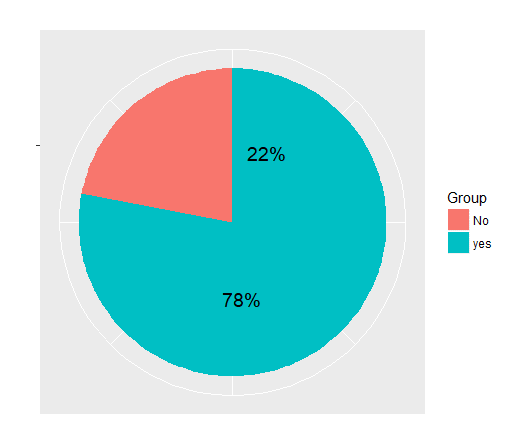 22%
78%
Group
No
yes